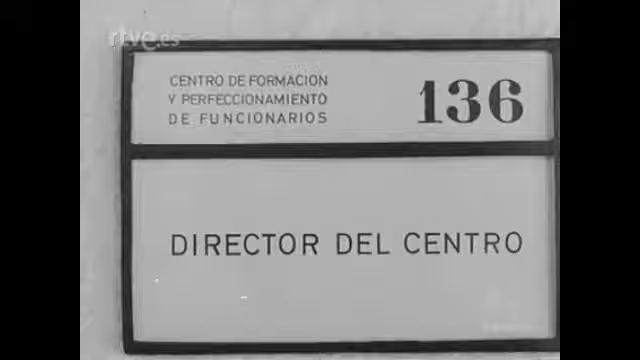 rtve.es
CENTRO DE FORMACION
Y PERFECCIONAMIENTO
DE FUNCIONARIOS
136
DIRECTOR DEL CENTRO